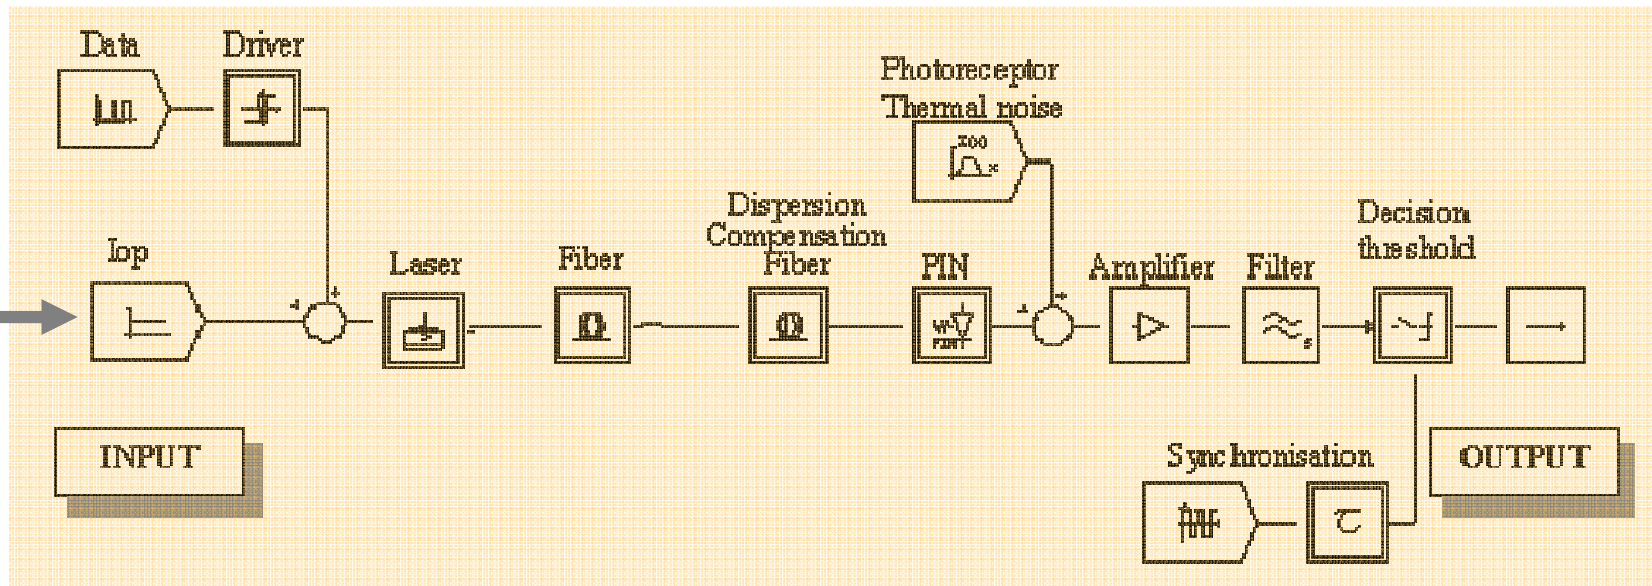 Data
Driver
Photoreceptor
Thermal noise
Dispersion
Compensation
Fiber
Decision
threshold
Iop
Laser
Fiber
PIN
Amplifier
Filter
INPUT
Synchronisation
OUTPUT